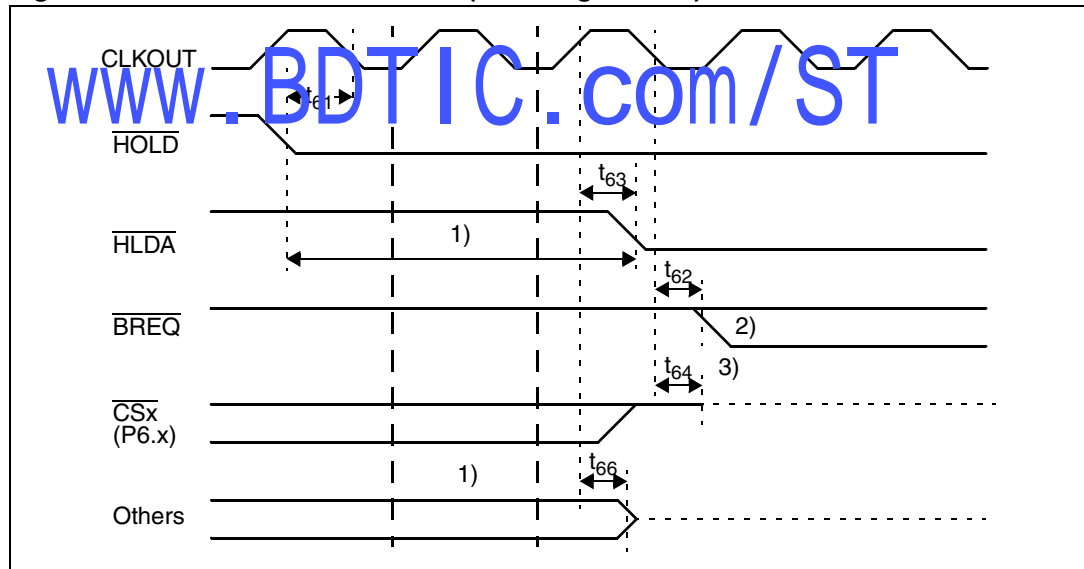 CLKOUT
www.BDTIC.com/ST
t61
HOLD
t63
HLDA
1)
t62
BREQ
2)
t64
3)
CSx
(P6.x)
1)
t66
Others